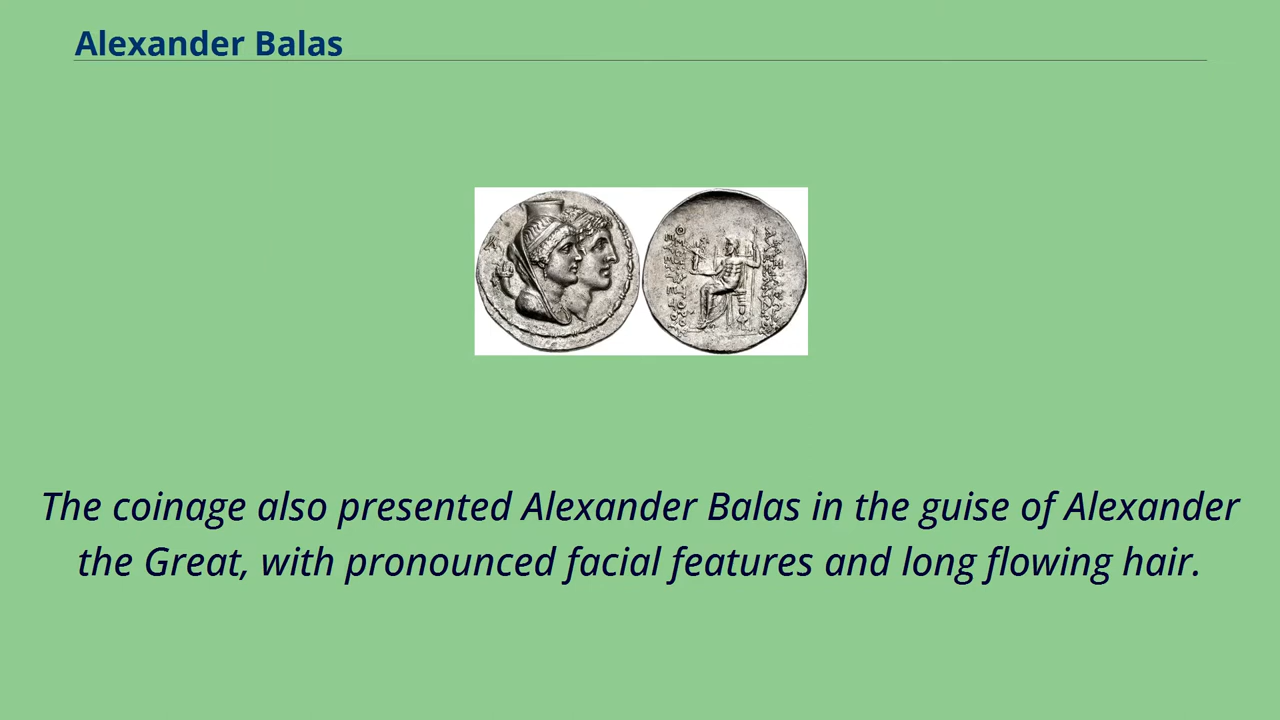 Alexander Balas
The coinage also presented Alexander Balas in the guise of Alexander
the Great, with pronounced facial features and long flowing hair.